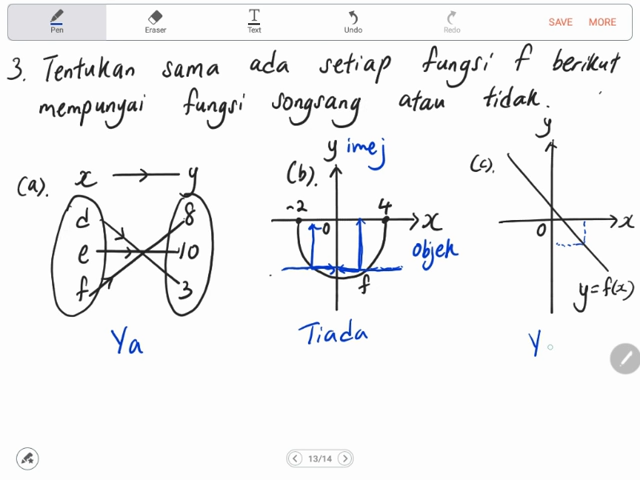 Pen
Eraser
Text
Undo
Redo
SAVE
MORE
3. Tentukan sama ada setiap fungsi f berikut
mempunyai fungsi songsang atau tidak.
(a).
x → y
d
e
f
8
10
3
Ya
(b).
y imej
-2
0
4
x
objek
f
Tiada
(c).
y
0
x
y=f(x)
Y
13/14